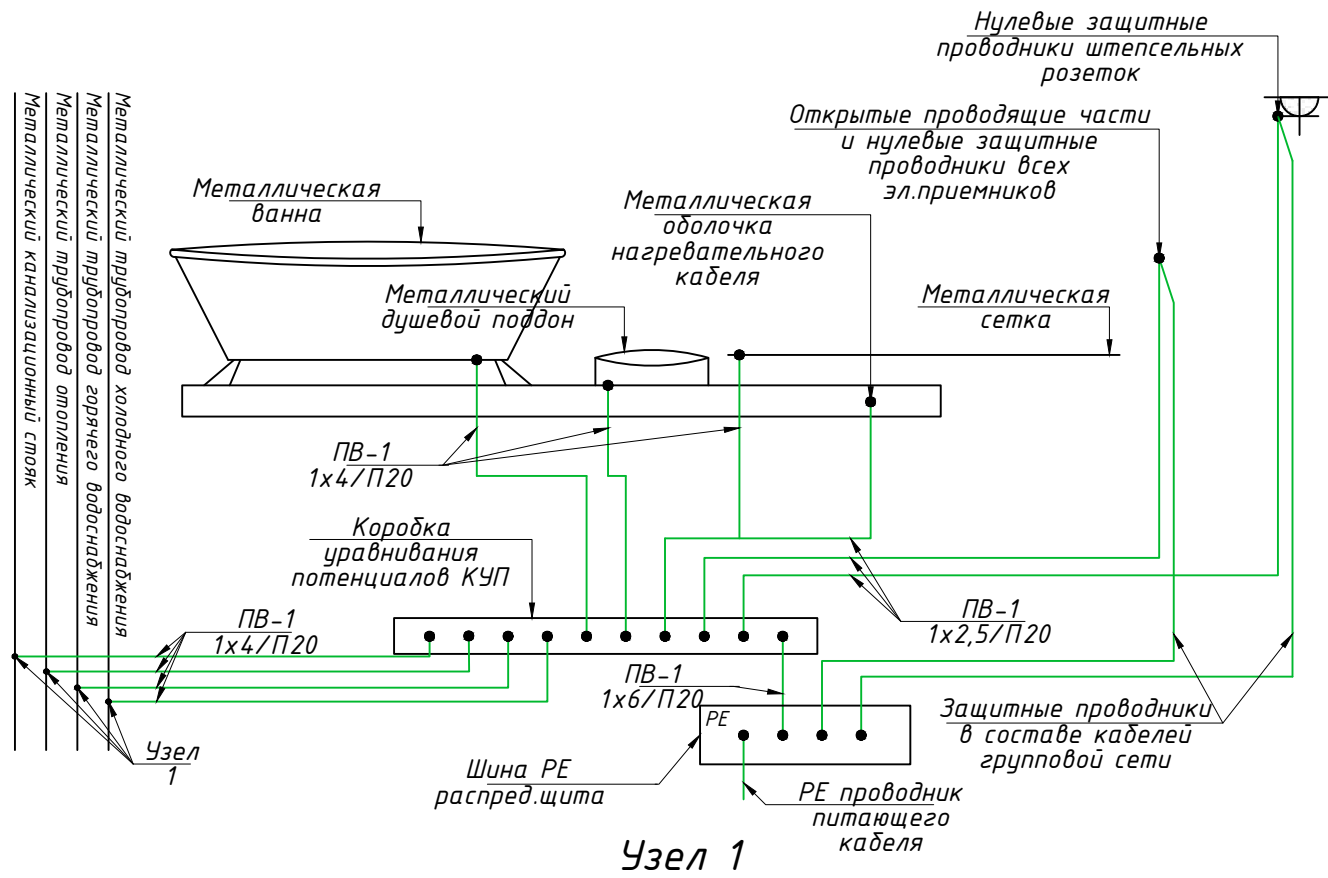 Нулевые защитные
проводники штепсельных
розеток
Открытые проводящие части
и нулевые защитные
проводники всех
эл.приемников
Металлический канализационный стояк
Металлический трубопровод отопления
Металлический трубопровод горячего водоснабжения
Металлический трубопровод холодного водоснабжения
Металлическая
ванна
Металлическая
оболочка
нагревательного
кабеля
Металлический
душевой поддон
Металлическая
сетка
ПВ-1
1х4/П20
Коробка
уравнивания
потенциалов КУП
ПВ-1
1х4/П20
ПВ-1
1х2,5/П20
ПВ-1
1х6/П20
PE
Узел
1
Шина PE
распред.щита
PE проводник
питающего
кабеля
Защитные проводники
в составе кабелей
групповой сети
Узел 1